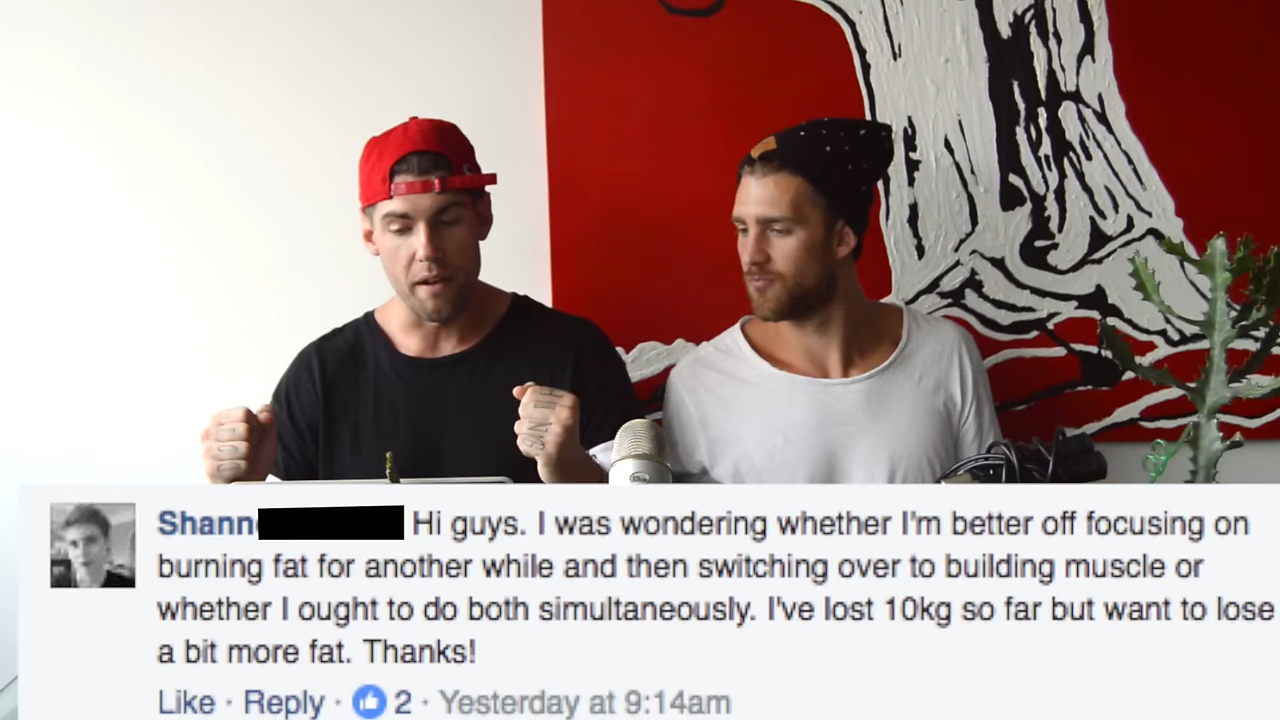 Shann Hi guys. I was wondering whether I'm better off focusing on
burning fat for another while and then switching over to building muscle or
whether I ought to do both simultaneously. I've lost 10kg so far but want to lose
a bit more fat. Thanks!
Like · Reply · 2 · Yesterday at 9:14am